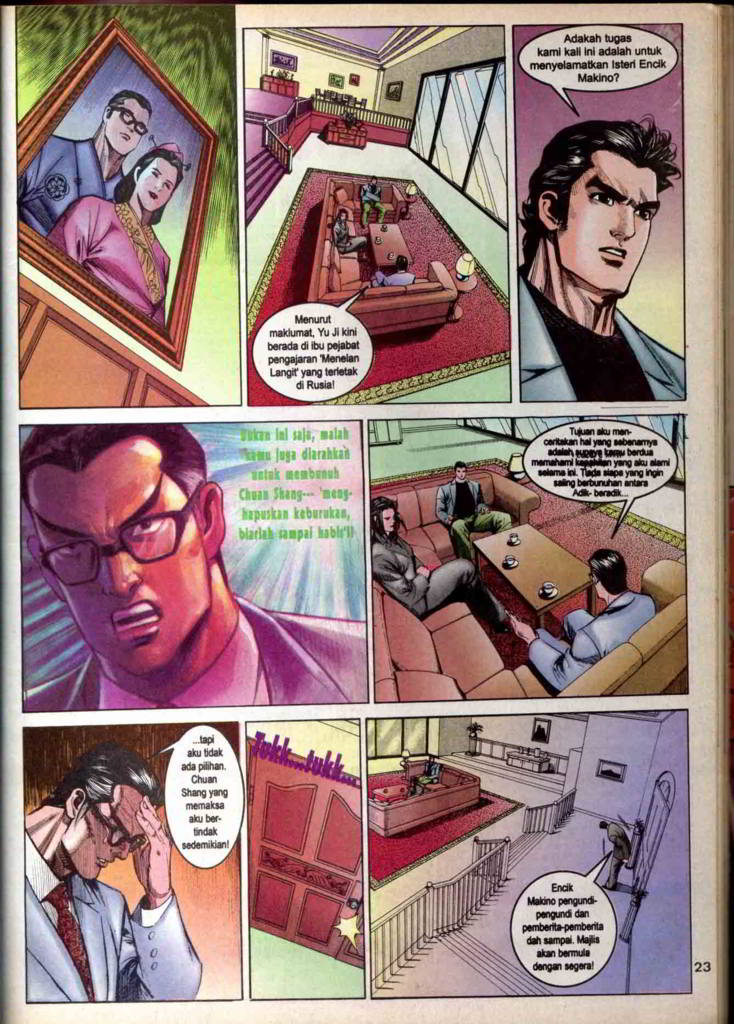 Menurut
maklumat, Yu Ji kini
berada di ibu pejabat
pengajaran 'Menelan
Langit' yang terletak
di Rusia!
Adakah tugas
kami kali ini adalah untuk
menyelamatkan Isteri Encik
Makino?
Bukan ini saja, malah
kamu juga diarahkan
untuk membunuh
Chuan Shang--- 'meng-
hapuskan keburukan,
biarlah sampai habis'!!
Tujuan aku men-
ceritakan hal yang sebenarnya
adalah supaya kamu berdua
memahami yang aku alami
selama ini. Tiada siapa yang ingin
saling berbunuhan antara
Adik- beradik...
...tapi
aku tidak
ada pilihan.
Chuan
Shang yang
memaksa
aku ber-
tindak
sedemikian!
Tukk...tukk...
Encik
Makino pengundi-
pengundi dan
pemberita-pemberita
dah sampai. Majlis
akan bermula
dengan segera!
23